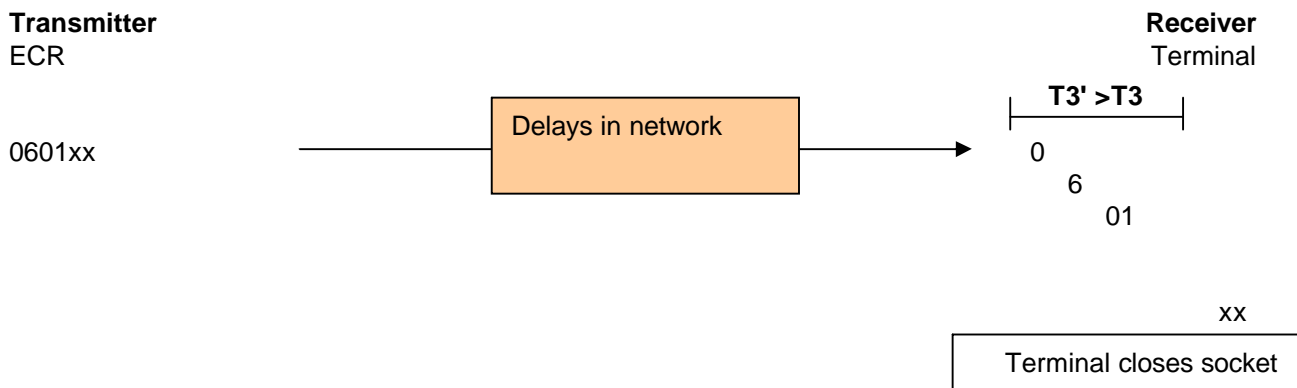 Transmitter
Receiver
ECR
Terminal
T3' >T3
Delays in network
0601xx
0
6
01
xx
Terminal closes socket